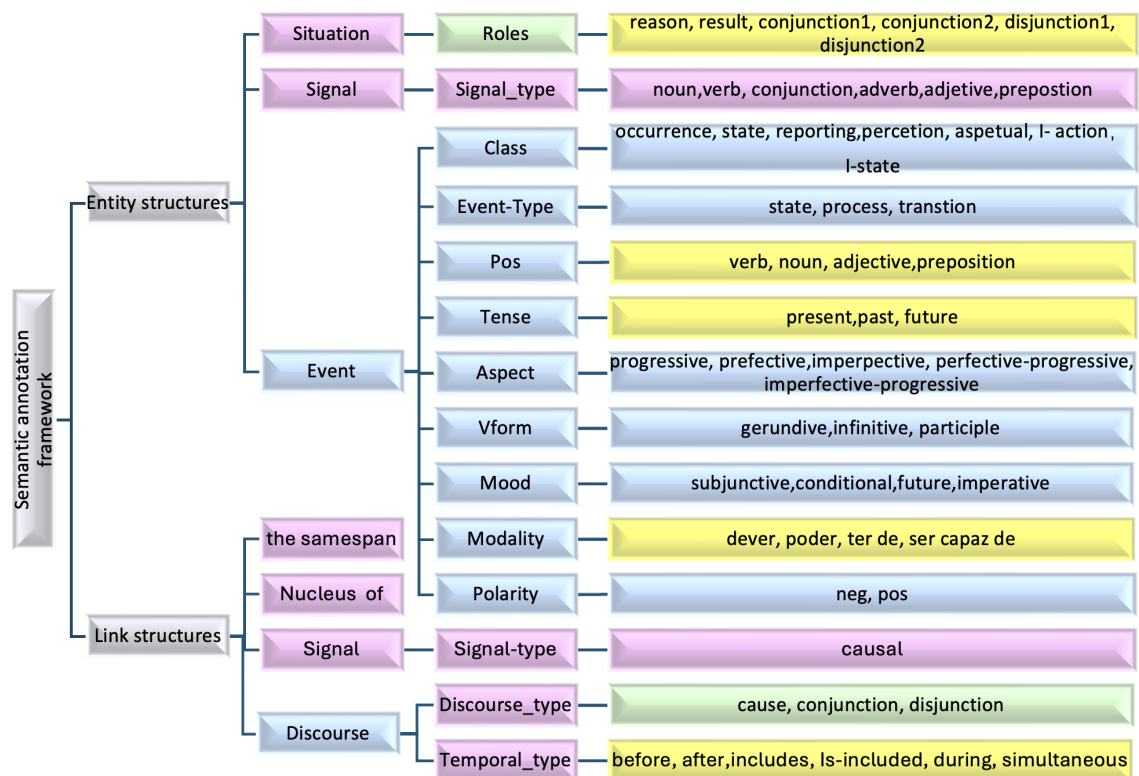 Situation
Roles
reason, result, conjunction1, conjunction2, disjunction1,
disjunction2
Signal
Signal_type
noun,verb, conjunction,adverb,adjetive,prepostion
Class
occurrence, state, reporting,percetion, aspetual, I- action,
I-state
Entity structures
Event-Type
state, process, transtion
Pos
verb, noun, adjective,preposition
Tense
present,past, future
Event
Aspect
progressive, prefective,imperpective, perfective-progressive,
imperfective-progressive
Semantic annotation
framework
Vform
gerundive,infinitive, participle
Mood
subjunctive,conditional,future,imperative
the samespan
Modality
dever, poder, ter de, ser capaz de
Nucleus of
Polarity
neg, pos
Link structures
Signal
Signal-type
causal
Discourse_type
cause, conjunction, disjunction
Discourse
Temporal_type
before, after,includes, Is-included, during, simultaneous